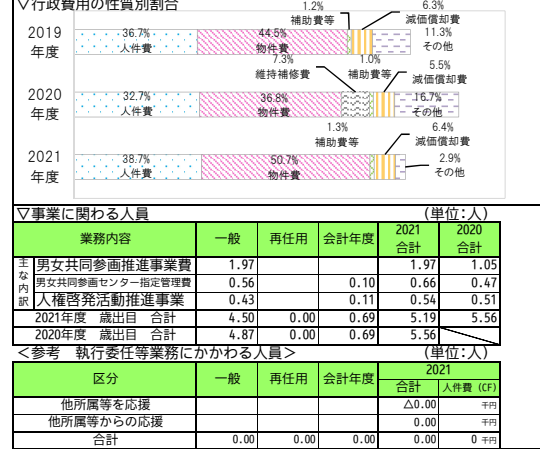 ▽行政費用の性質別割合
1.2%
補助費等
6.3%
減価償却費
2019
年度
36.7%
人件費
44.5%
物件費
11.3%
その他
7.3%
維持補修費
1.0%
補助費等
5.5%
減価償却費
2020
年度
32.7%
人件費
36.8%
物件費
16.7%
その他
1.3%
補助費等
6.4%
減価償却費
2021
年度
38.7%
人件費
50.7%
物件費
2.9%
その他
▽事業に関わる人員 (単位:人)
業務内容 一般 再任用 会計年度 2021 合計 2020 合計
主な内訳
男女共同参画推進事業費 1.97 1.97 1.05
男女共同参画センター指定管理費 0.56 0.10 0.66 0.47
人権啓発活動推進事業 0.43 0.11 0.54 0.51
2021年度 歳出目 合計 4.50 0.00 0.69 5.19 5.56
2020年度 歳出目 合計 4.87 0.00 0.69 5.56
＜参考 執行委任等業務にかかわる人員＞ (単位:人)
区分 一般 再任用 会計年度 2021
合計 人件費 (CF)
他所属等を応援 △0.00 千円
他所属等からの応援 0.00 千円
合計 0.00 0.00 0.00 0.00 0 千円